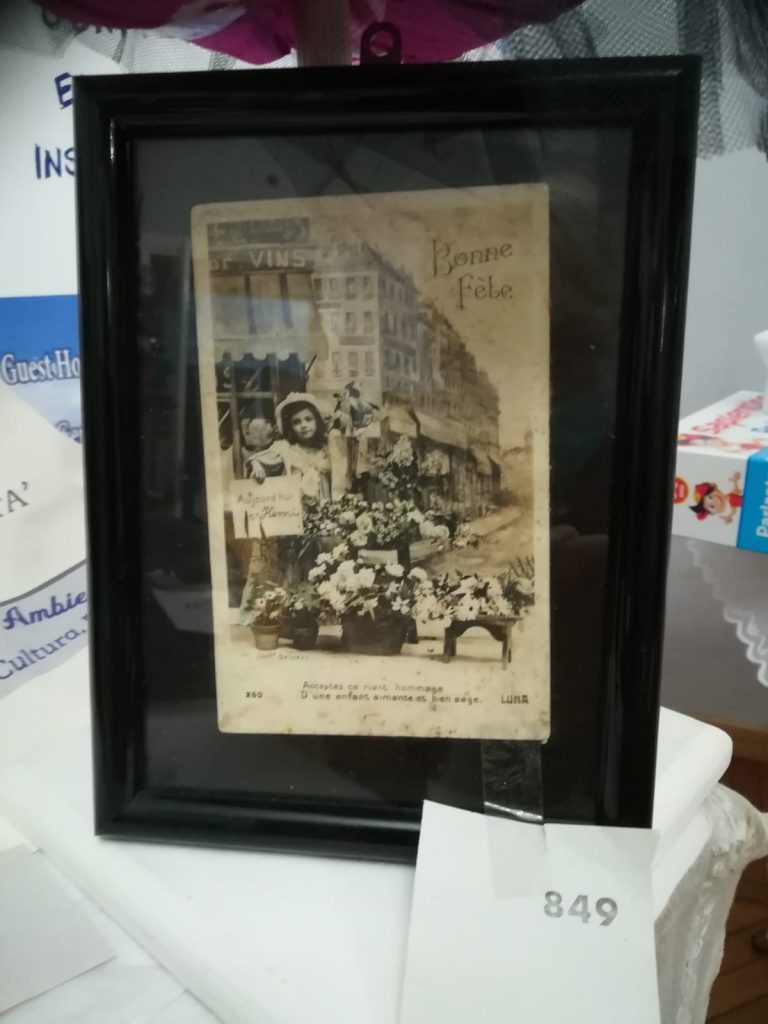 INS
Guest Ho
Ambie
Cultura,
DE VINS
Bonne
Fête
Aujourd'hui
Acceptez ce riant hommage
D'une enfant aimante et bien sage.
LUNA
849